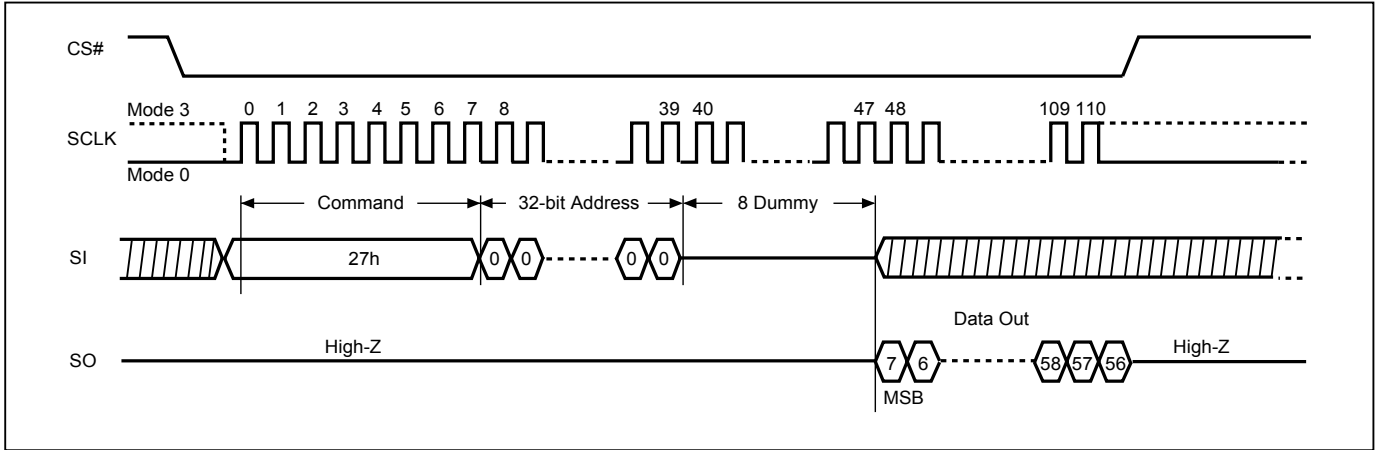 CS#
Mode 3 0 1 2 3 4 5 6 7 8 39 40 47 48 109 110
SCLK
Mode 0
Command 32-bit Address 8 Dummy
SI 27h 0 0 0 0
Data Out
SO High-Z 7 6 58 57 56 High-Z
MSB